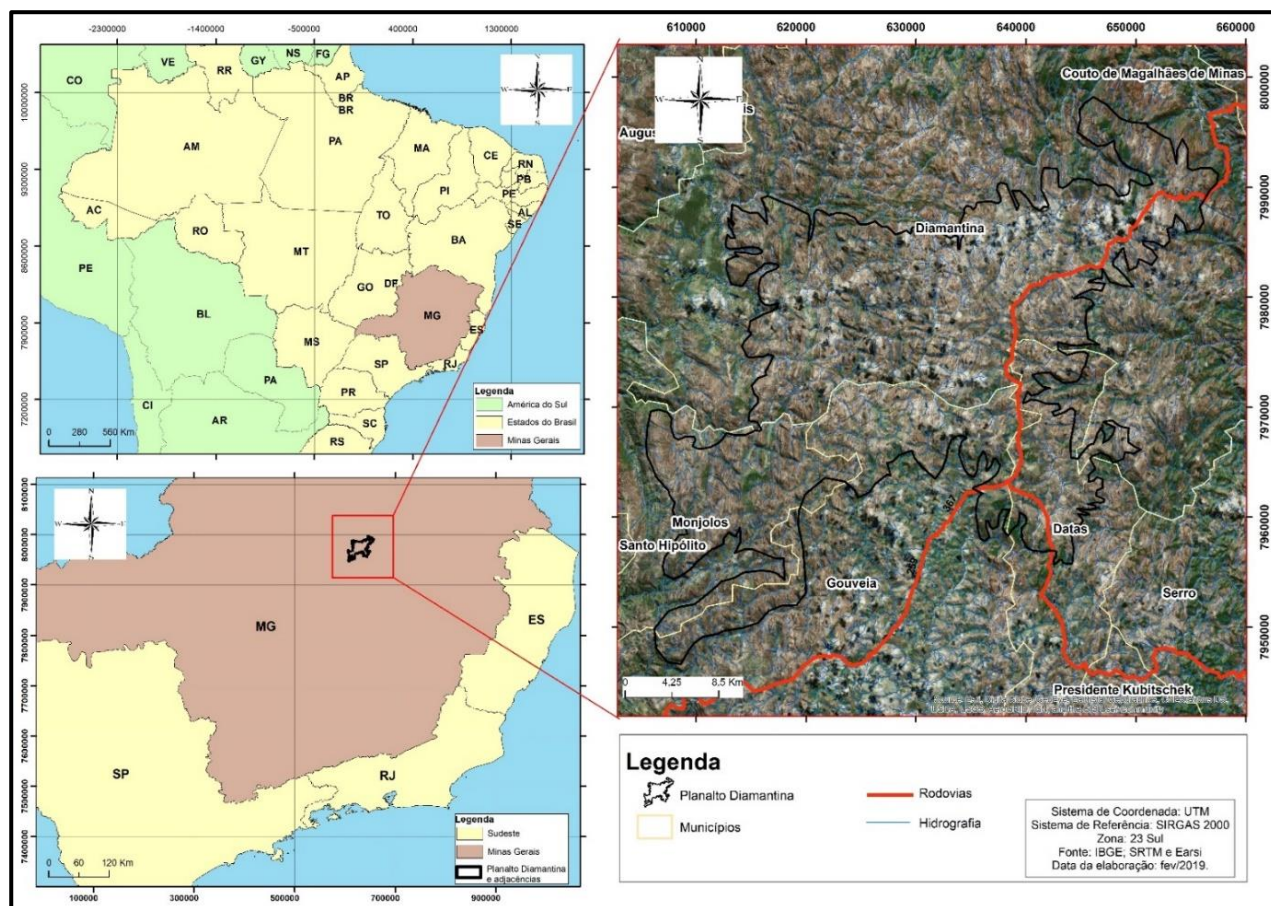 -2300000 -1400000 -500000 400000 1300000
10000000
9300000
8600000
7900000
7200000
CO
VE
GY
NS
FG
RR
AP
BR
BR
AM
PA
MA
CE
RN
PB
PE
PI
AL
SE
AC
RO
TO
BA
MT
PE
GO
DF
BL
MG
ES
MS
SP
RJ
PA
PR
CI
AR
SC
RS
N
W
E
S
Legenda
América do Sul
Estados do Brasil
Minas Gerais
0 280 560 Km
8100000
8000000
7900000
7800000
7700000
7600000
7500000
7400000
N
W
E
S
MG
ES
SP
RJ
Legenda
Sudeste
Minas Gerais
Planalto Diamantina
e adjacências
0 60 120 Km
100000 300000 500000 700000 900000
610000 620000 630000 640000 650000 660000
8000000
7990000
7980000
7970000
7960000
7950000
N
W
E
S
Couto de Magalhães de Minas
Augus
is
Diamantina
Monjolos
Santo Hipólito
Datas
Gouveia
Serro
367
259
Presidente Kubitschek
0 4,25 8,5 Km
Legenda
Planalto Diamantina
Municípios
Rodovias
Hidrografia
Sistema de Coordenada: UTM
Sistema de Referência: SIRGAS 2000
Zona: 23 Sul
Fonte: IBGE; SRTM e Earsi
Data da elaboração: fev/2019.